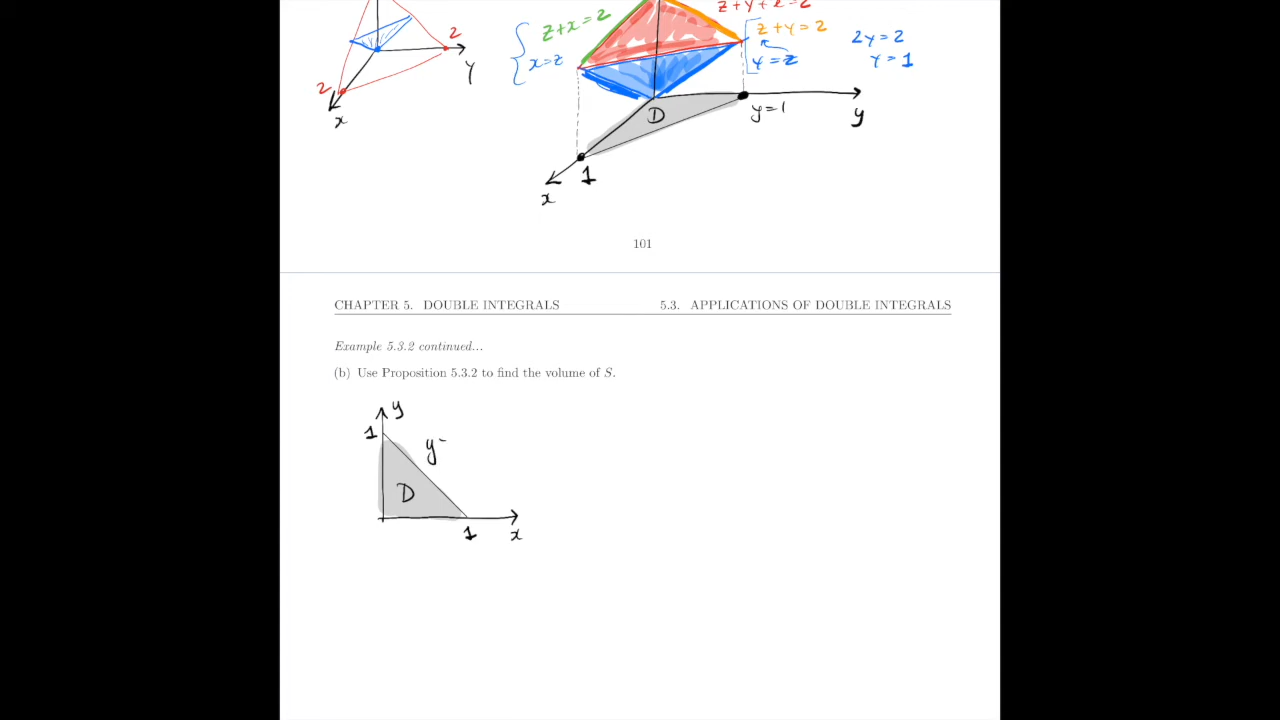 2
z+x=2
z+y+x=2
z+y=2
2y=2
x=z
y=z
y=1
y
2
x
D
y=1
y
1
x
101
CHAPTER 5. DOUBLE INTEGRALS 5.3. APPLICATIONS OF DOUBLE INTEGRALS
Example 5.3.2 continued...
(b) Use Proposition 5.3.2 to find the volume of S.
y
1
y
D
1
x